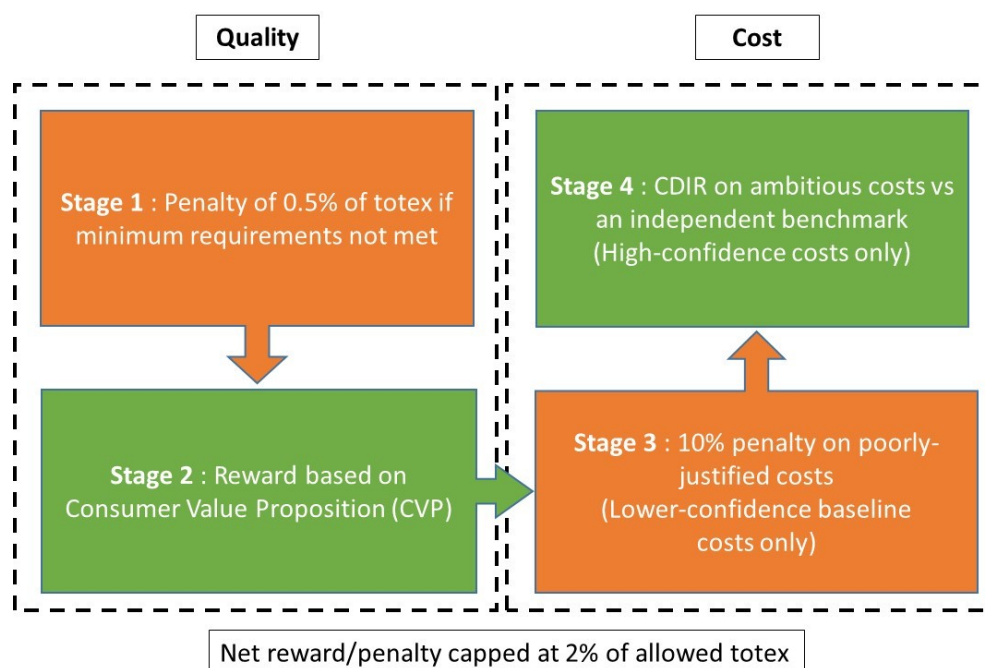 Quality
Cost
Stage 1 : Penalty of 0.5% of totex if
minimum requirements not met
Stage 2 : Reward based on
Consumer Value Proposition (CVP)
Stage 3 : 10% penalty on poorly-
justified costs
(Lower-confidence baseline
costs only)
Stage 4 : CDIR on ambitious costs vs
an independent benchmark
(High-confidence costs only)
Net reward/penalty capped at 2% of allowed totex